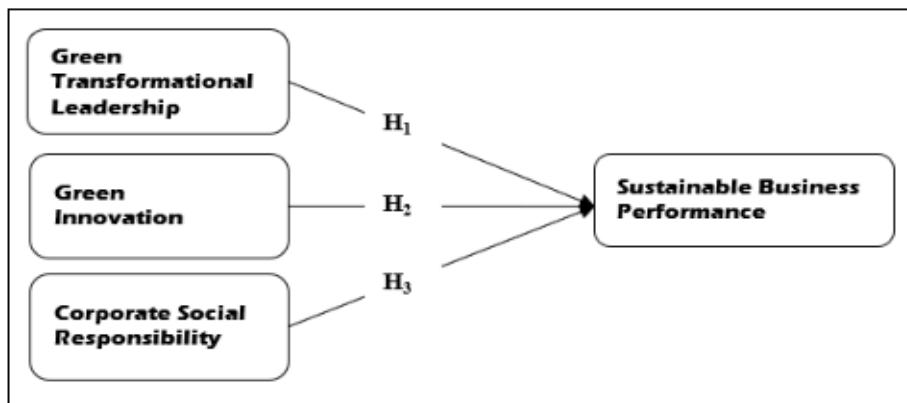 Green
Transformational
Leadership
H₁
Green
Innovation
H₂
Sustainable Business
Performance
Corporate Social
Responsibility
H₃